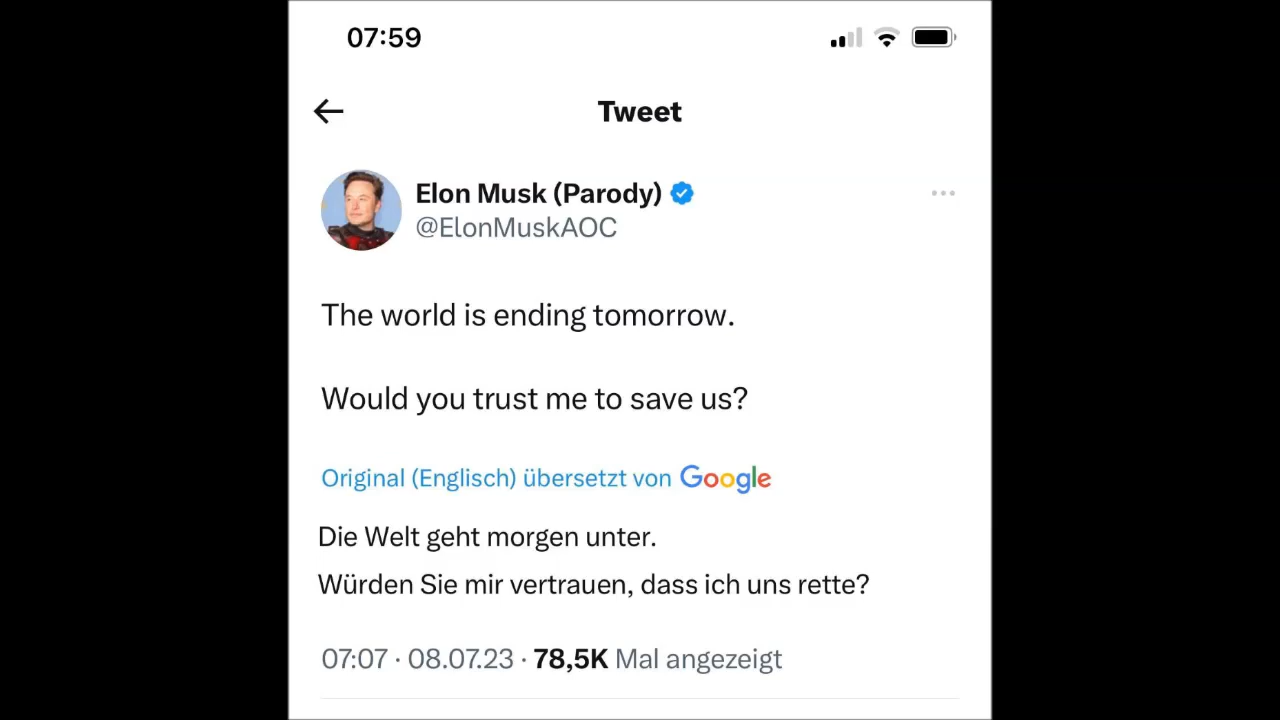 07:59
Tweet
Elon Musk (Parody)
@ElonMuskAOC
The world is ending tomorrow.
Would you trust me to save us?
Original (Englisch) übersetzt von Google
Die Welt geht morgen unter.
Würden Sie mir vertrauen, dass ich uns rette?
07:07 · 08.07.23 · 78,5K Mal angezeigt